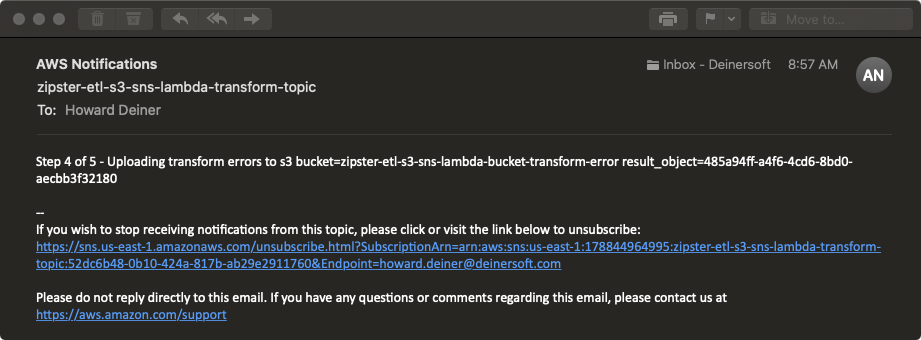 Move to...
AWS Notifications
Inbox - Deinersoft
8:57 AM
AN
zipster-etl-s3-sns-lambda-transform-topic
To: Howard Deiner
Step 4 of 5 - Uploading transform errors to s3 bucket=zipster-etl-s3-sns-lambda-bucket-transform-error result_object=485a94ff-a4f6-4cd6-8bd0-
aecbb3f32180
--
If you wish to stop receiving notifications from this topic, please click or visit the link below to unsubscribe:
https://sns.us-east-1.amazonaws.com/unsubscribe.html?SubscriptionArn=arn:aws:sns:us-east-1:178844964995:zipster-etl-s3-sns-lambda-transform-
topic:52dc6b48-0b10-424a-817b-ab29e2911760&Endpoint=howard.deiner@deinersoft.com
Please do not reply directly to this email. If you have any questions or comments regarding this email, please contact us at
https://aws.amazon.com/support